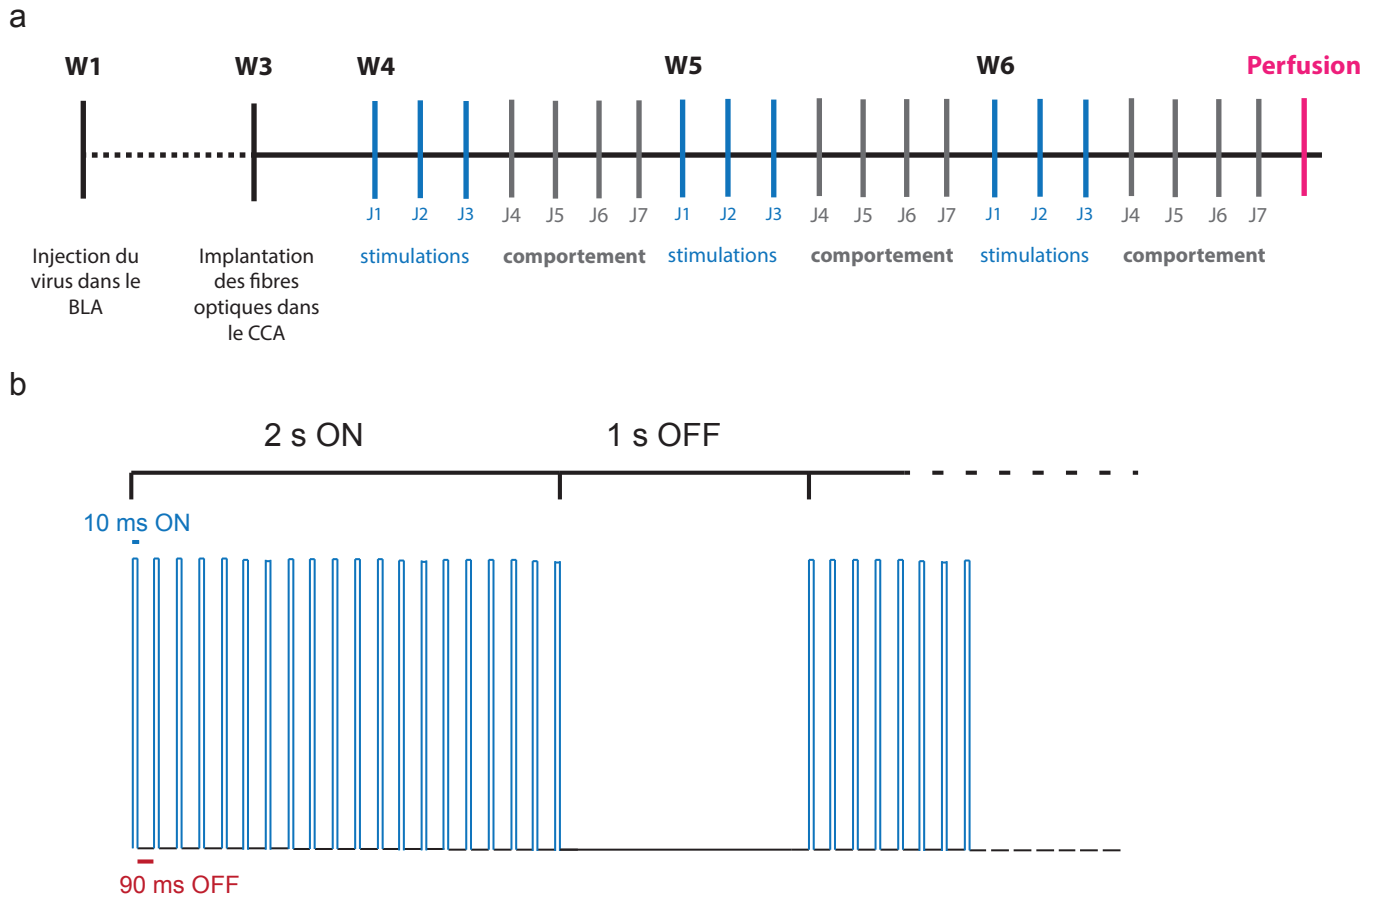 a
W1 W3 W4 W5 W6 Perfusion
J1 J2 J3 J4 J5 J6 J7 J1 J2 J3 J4 J5 J6 J7 J1 J2 J3 J4 J5 J6 J7
Injection du
virus dans le
BLA
Implantation
des fibres
optiques dans
le CCA
stimulations comportement stimulations comportement stimulations comportement
b
2 s ON 1 s OFF
10 ms ON
90 ms OFF